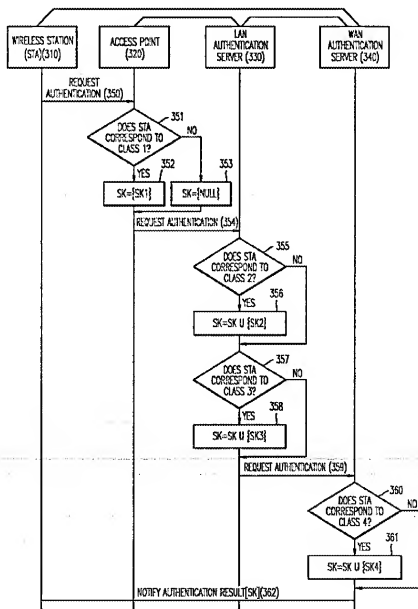 WIRELESS STATION
(STA)(310)
ACCESS POINT
(320)
LAN
AUTHENTICATION
SERVER (330)
WAN
AUTHENTICATION
SERVER (340)
REQUEST
AUTHENTICATION (350)
351
DOES STA
CORRESPOND TO
CLASS 1?
NO
YES
352
353
SK={SK1}
SK={NULL}
REQUEST AUTHENTICATION (354)
355
DOES STA
CORRESPOND TO
CLASS 2?
NO
YES
356
SK=SK U {SK2}
357
DOES STA
CORRESPOND TO
CLASS 3?
NO
YES
358
SK=SK U {SK3}
REQUEST AUTHENTICATION (359)
360
DOES STA
CORRESPOND TO
CLASS 4?
NO
YES
361
SK=SK U {SK4}
NOTIFY AUTHENTICATION RESULT[SK](362)